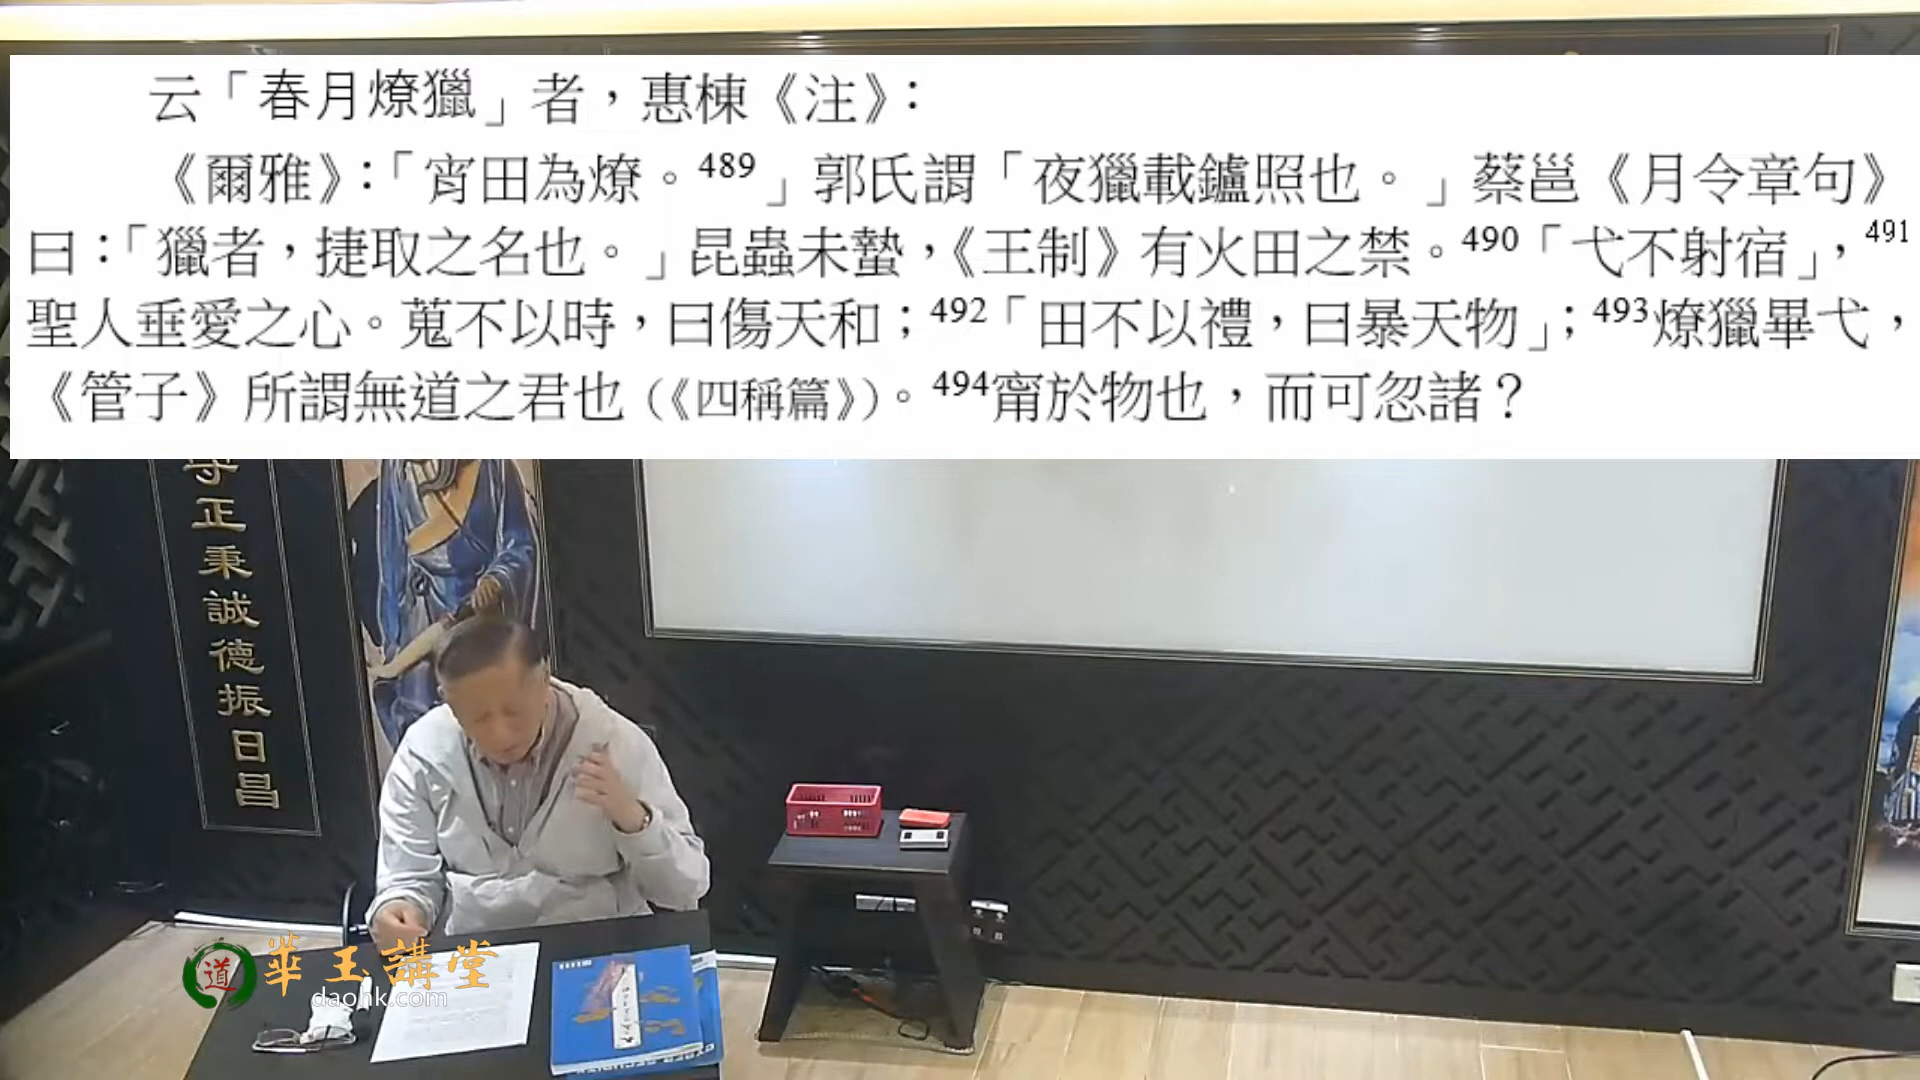 云「春月燎獵」者，惠棟《注》：
《爾雅》：「宵田為燎。489」郭氏謂「夜獵載鑪照也。」蔡邕《月令章句》
曰：「獵者，捷取之名也。」昆蟲未蟄，《王制》有火田之禁。490「弋不射宿」，491
聖人垂愛之心。蒐不以時，曰傷天和；492「田不以禮，曰暴天物」；493燎獵畢弋，
《管子》所謂無道之君也（《四稱篇》）。494甯於物也，而可忽諸？
守正秉誠德振日昌
道
華玉講堂
daohk.com
CYBER SECURITY